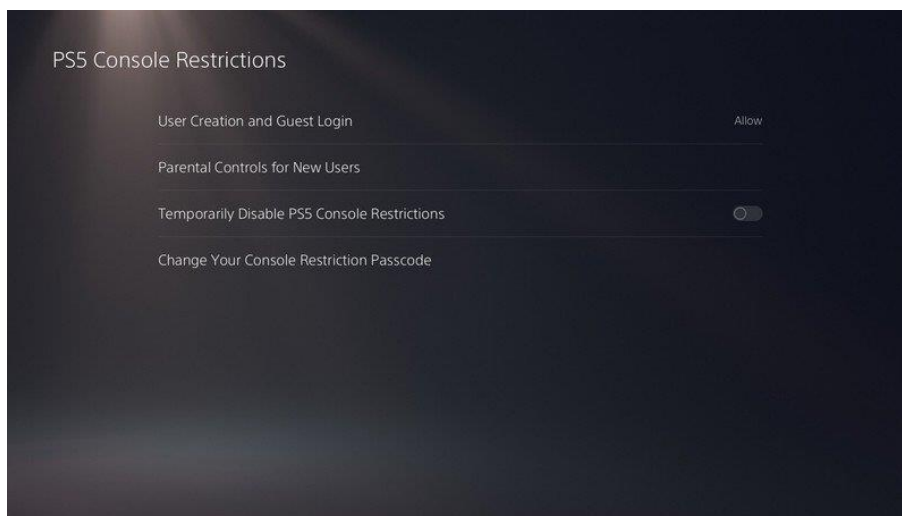 PS5 Console Restrictions
User Creation and Guest Login Allow
Parental Controls for New Users
Temporarily Disable PS5 Console Restrictions
Change Your Console Restriction Passcode